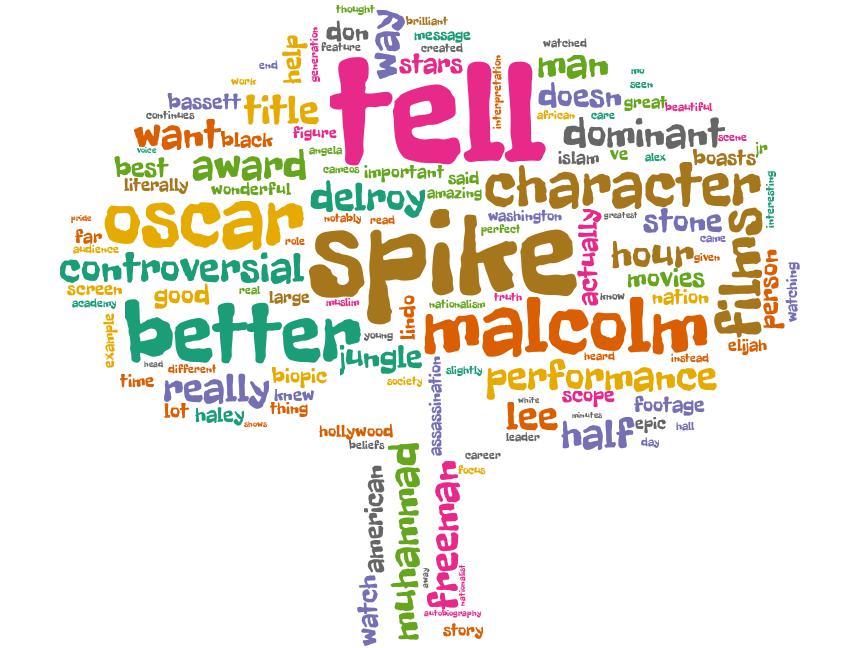 thought
way
brilliant
don
message
generation
feature
created
watched
help
end
stars
tell
interpretation
man
mu
seen
work
bassett
title
doesn
great
beautiful
continues
african
care
want
black
figure
dominant
scene
voice
angela
jr
best
award
cameos
important
said
islam
ve
alex
boasts
literally
wonderful
delroy
amazing
character
interesting
pride
oscar
notably
read
washington
perfect
actually
greatest
stone
films
far
audience
role
spike
came
controversial
hour
given
person
watching
screen
good
real
large
muslim
movies
academy
lindo
nationalism
truth
know
nation
example
better
young
malcolm
elijah
jungle
heard
instead
head
different
time
really
biopic
society
slightly
performance
knew
assassination
scope
lot
haley
thing
shows
white
lee
minutes
footage
hollywood
leader
half
epic
hall
beliefs
day
career
american
muhammad
freeman
focus
away
nationalist
watch
autobiography
story